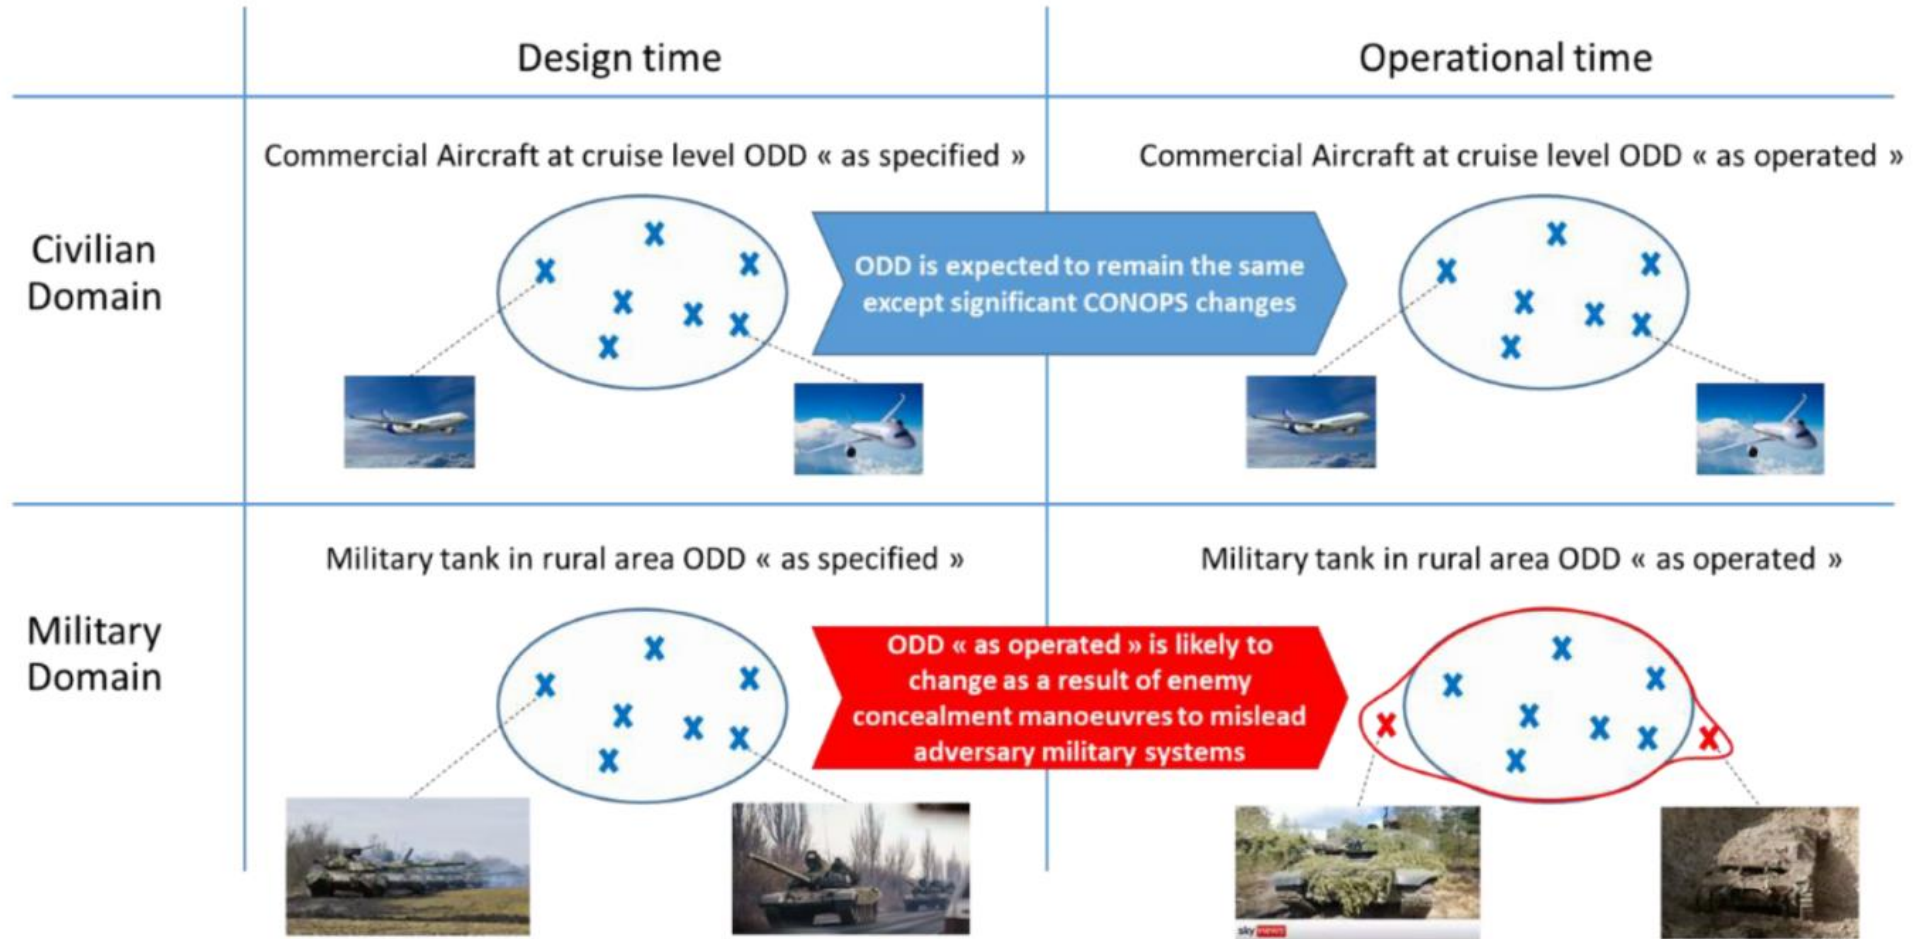 Design time
Operational time
Civilian
Domain
Commercial Aircraft at cruise level ODD « as specified »
Commercial Aircraft at cruise level ODD « as operated »
ODD is expected to remain the same
except significant CONOPS changes
Military
Domain
Military tank in rural area ODD « as specified »
Military tank in rural area ODD « as operated »
ODD « as operated » is likely to
change as a result of enemy
concealment manoeuvres to mislead
adversary military systems
sky news